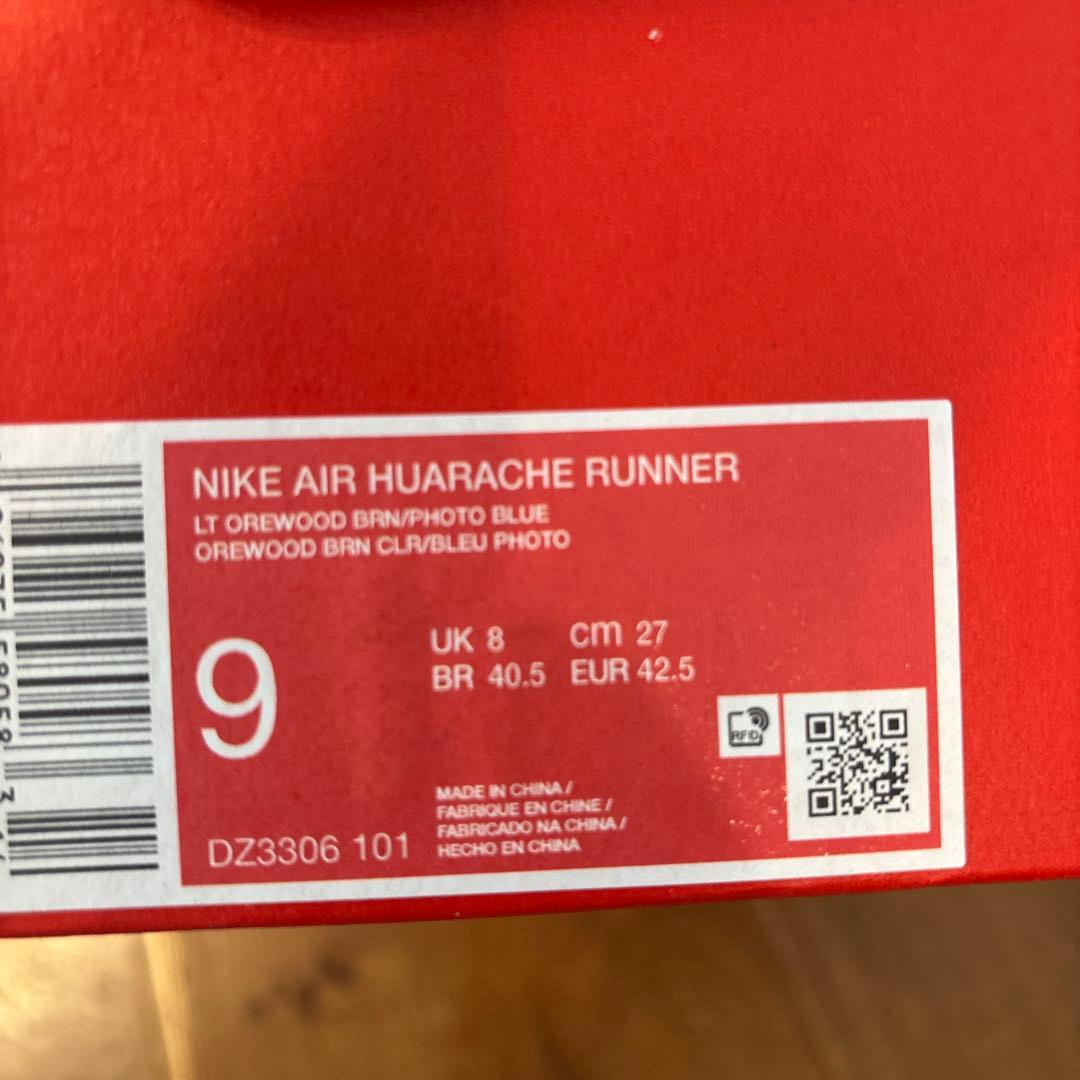 NIKE AIR HUARACHE RUNNER
LT OREWOOD BRN/PHOTO BLUE
OREWOOD BRN CLR/BLEU PHOTO
9
UK 8 cm 27
BR 40.5 EUR 42.5
RFID
MADE IN CHINA /
FABRIQUE EN CHINE /
FABRICADO NA CHINA /
HECHO EN CHINA
DZ3306 101